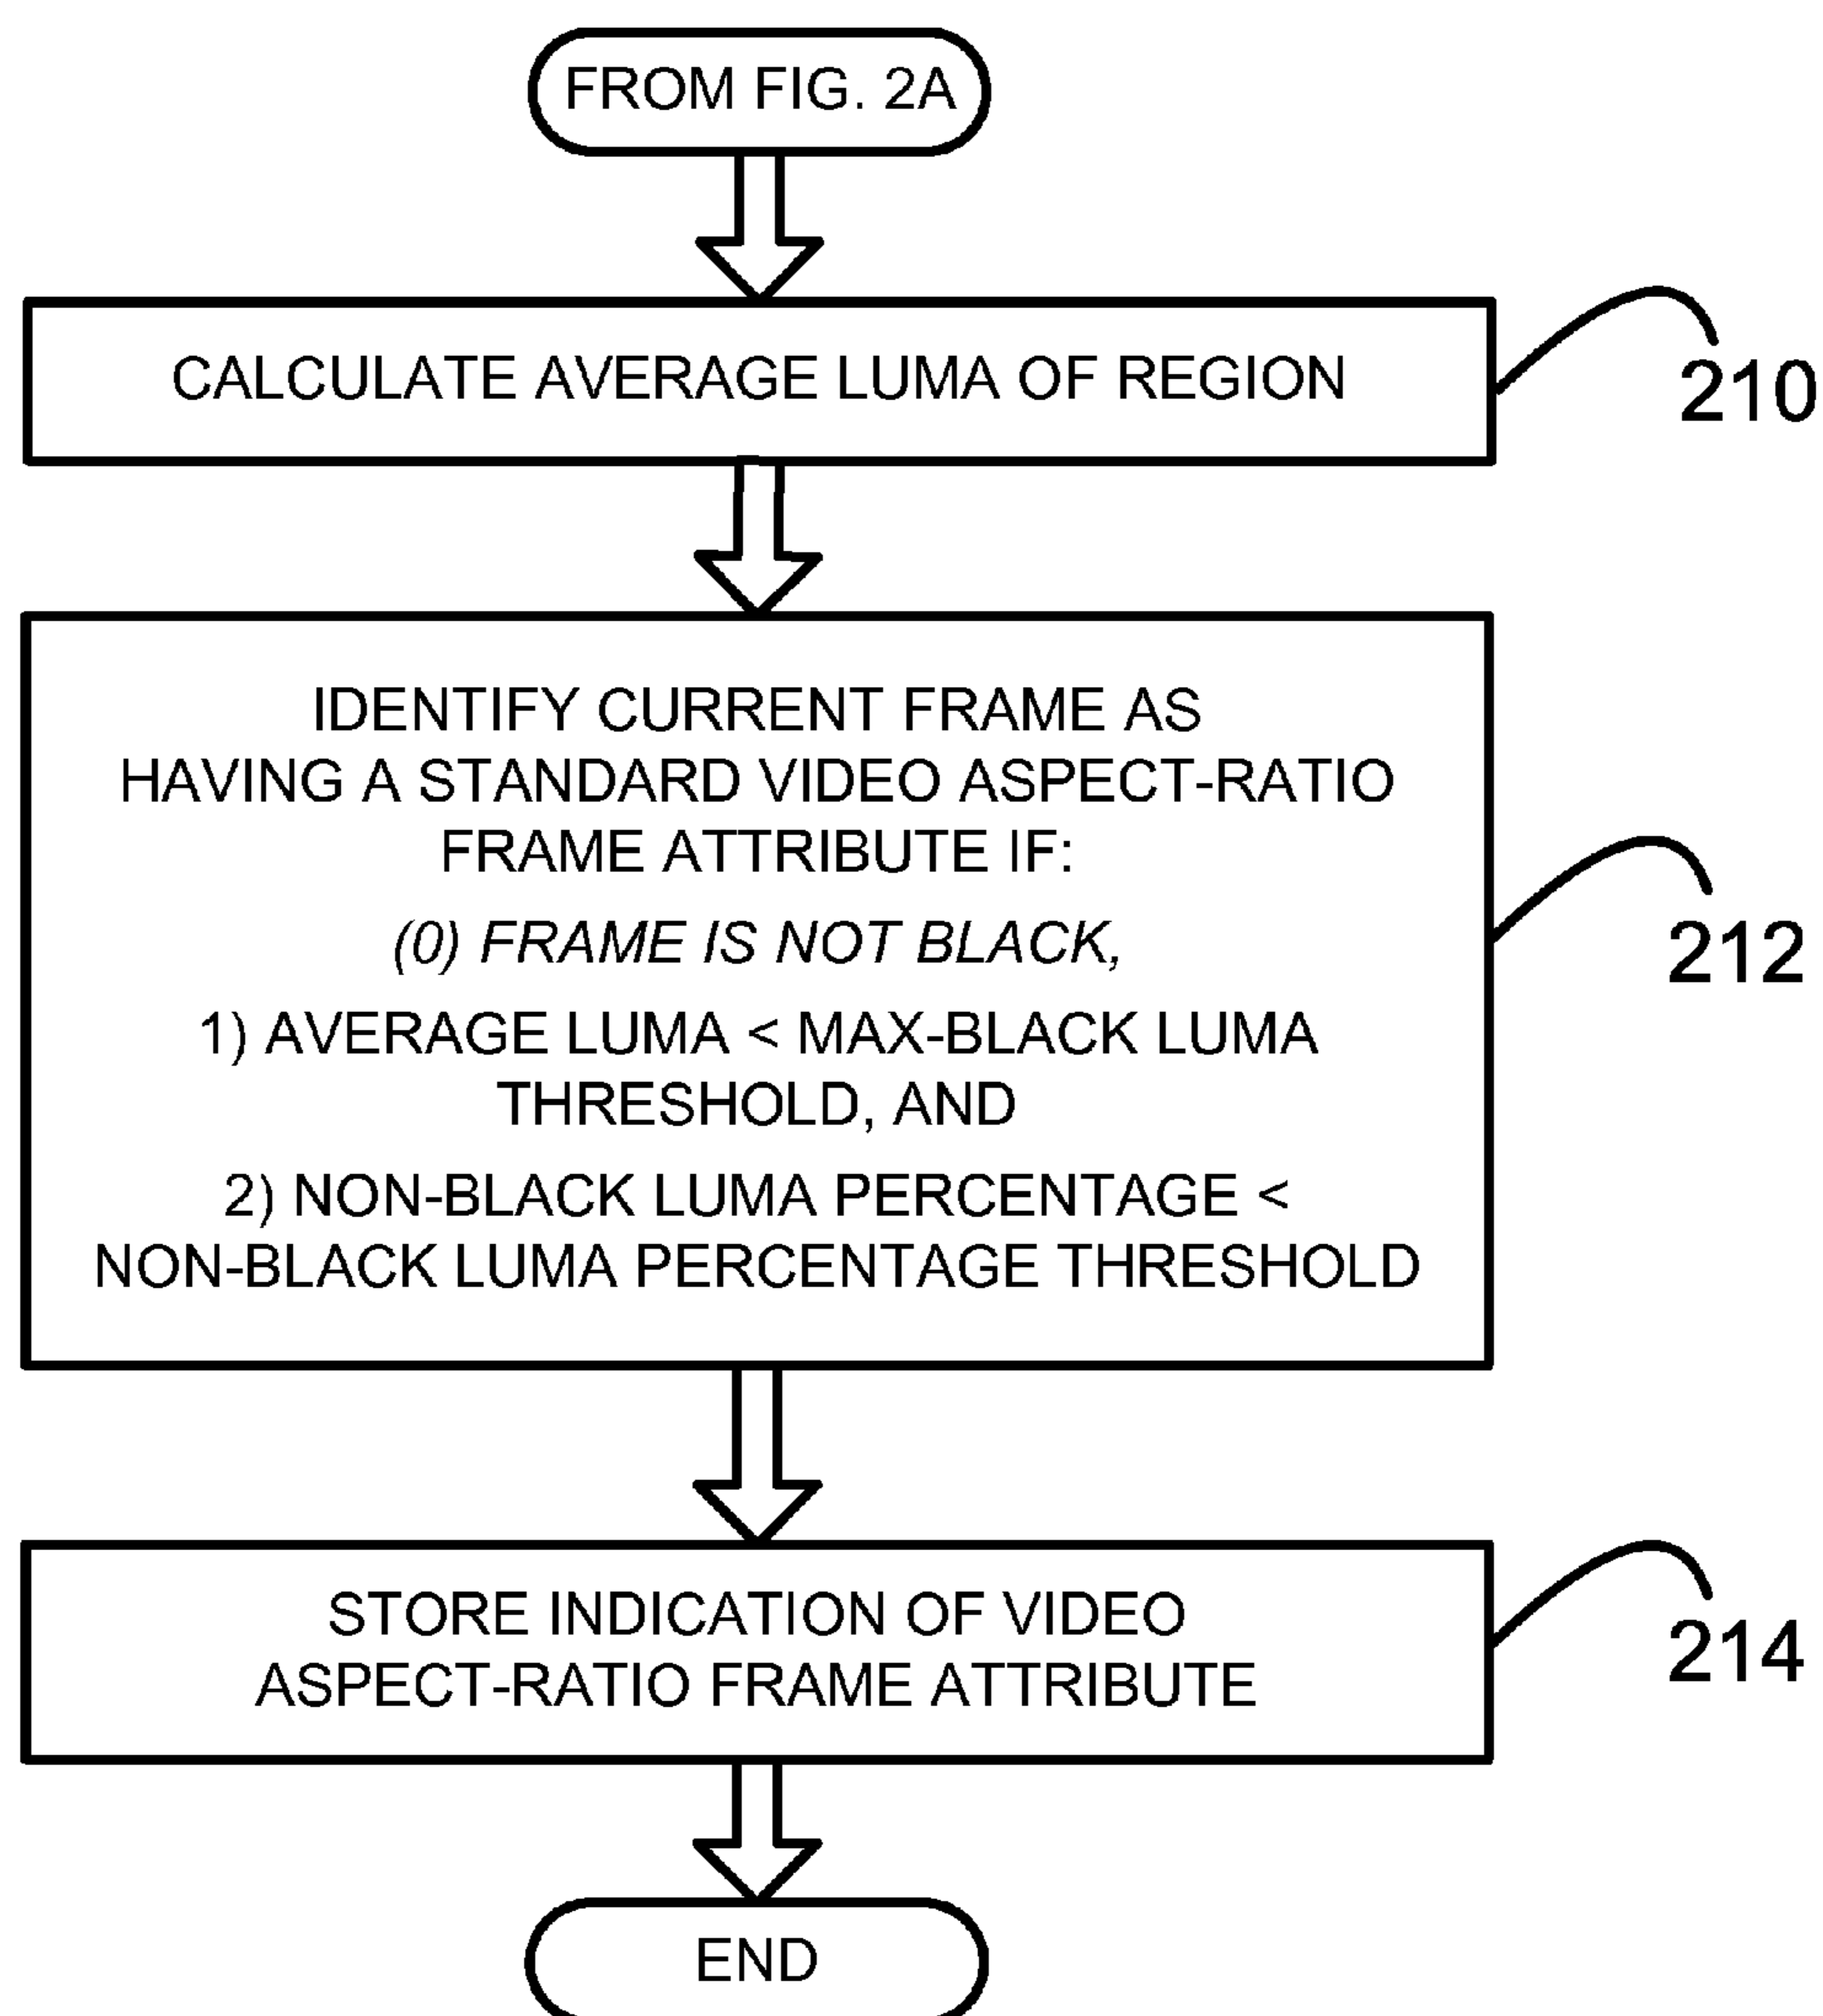 FROM FIG. 2A
CALCULATE AVERAGE LUMA OF REGION
210
IDENTIFY CURRENT FRAME AS
HAVING A STANDARD VIDEO ASPECT-RATIO
FRAME ATTRIBUTE IF:
(0) FRAME IS NOT BLACK,
1) AVERAGE LUMA < MAX-BLACK LUMA
THRESHOLD, AND
2) NON-BLACK LUMA PERCENTAGE <
NON-BLACK LUMA PERCENTAGE THRESHOLD
212
STORE INDICATION OF VIDEO
ASPECT-RATIO FRAME ATTRIBUTE
214
END